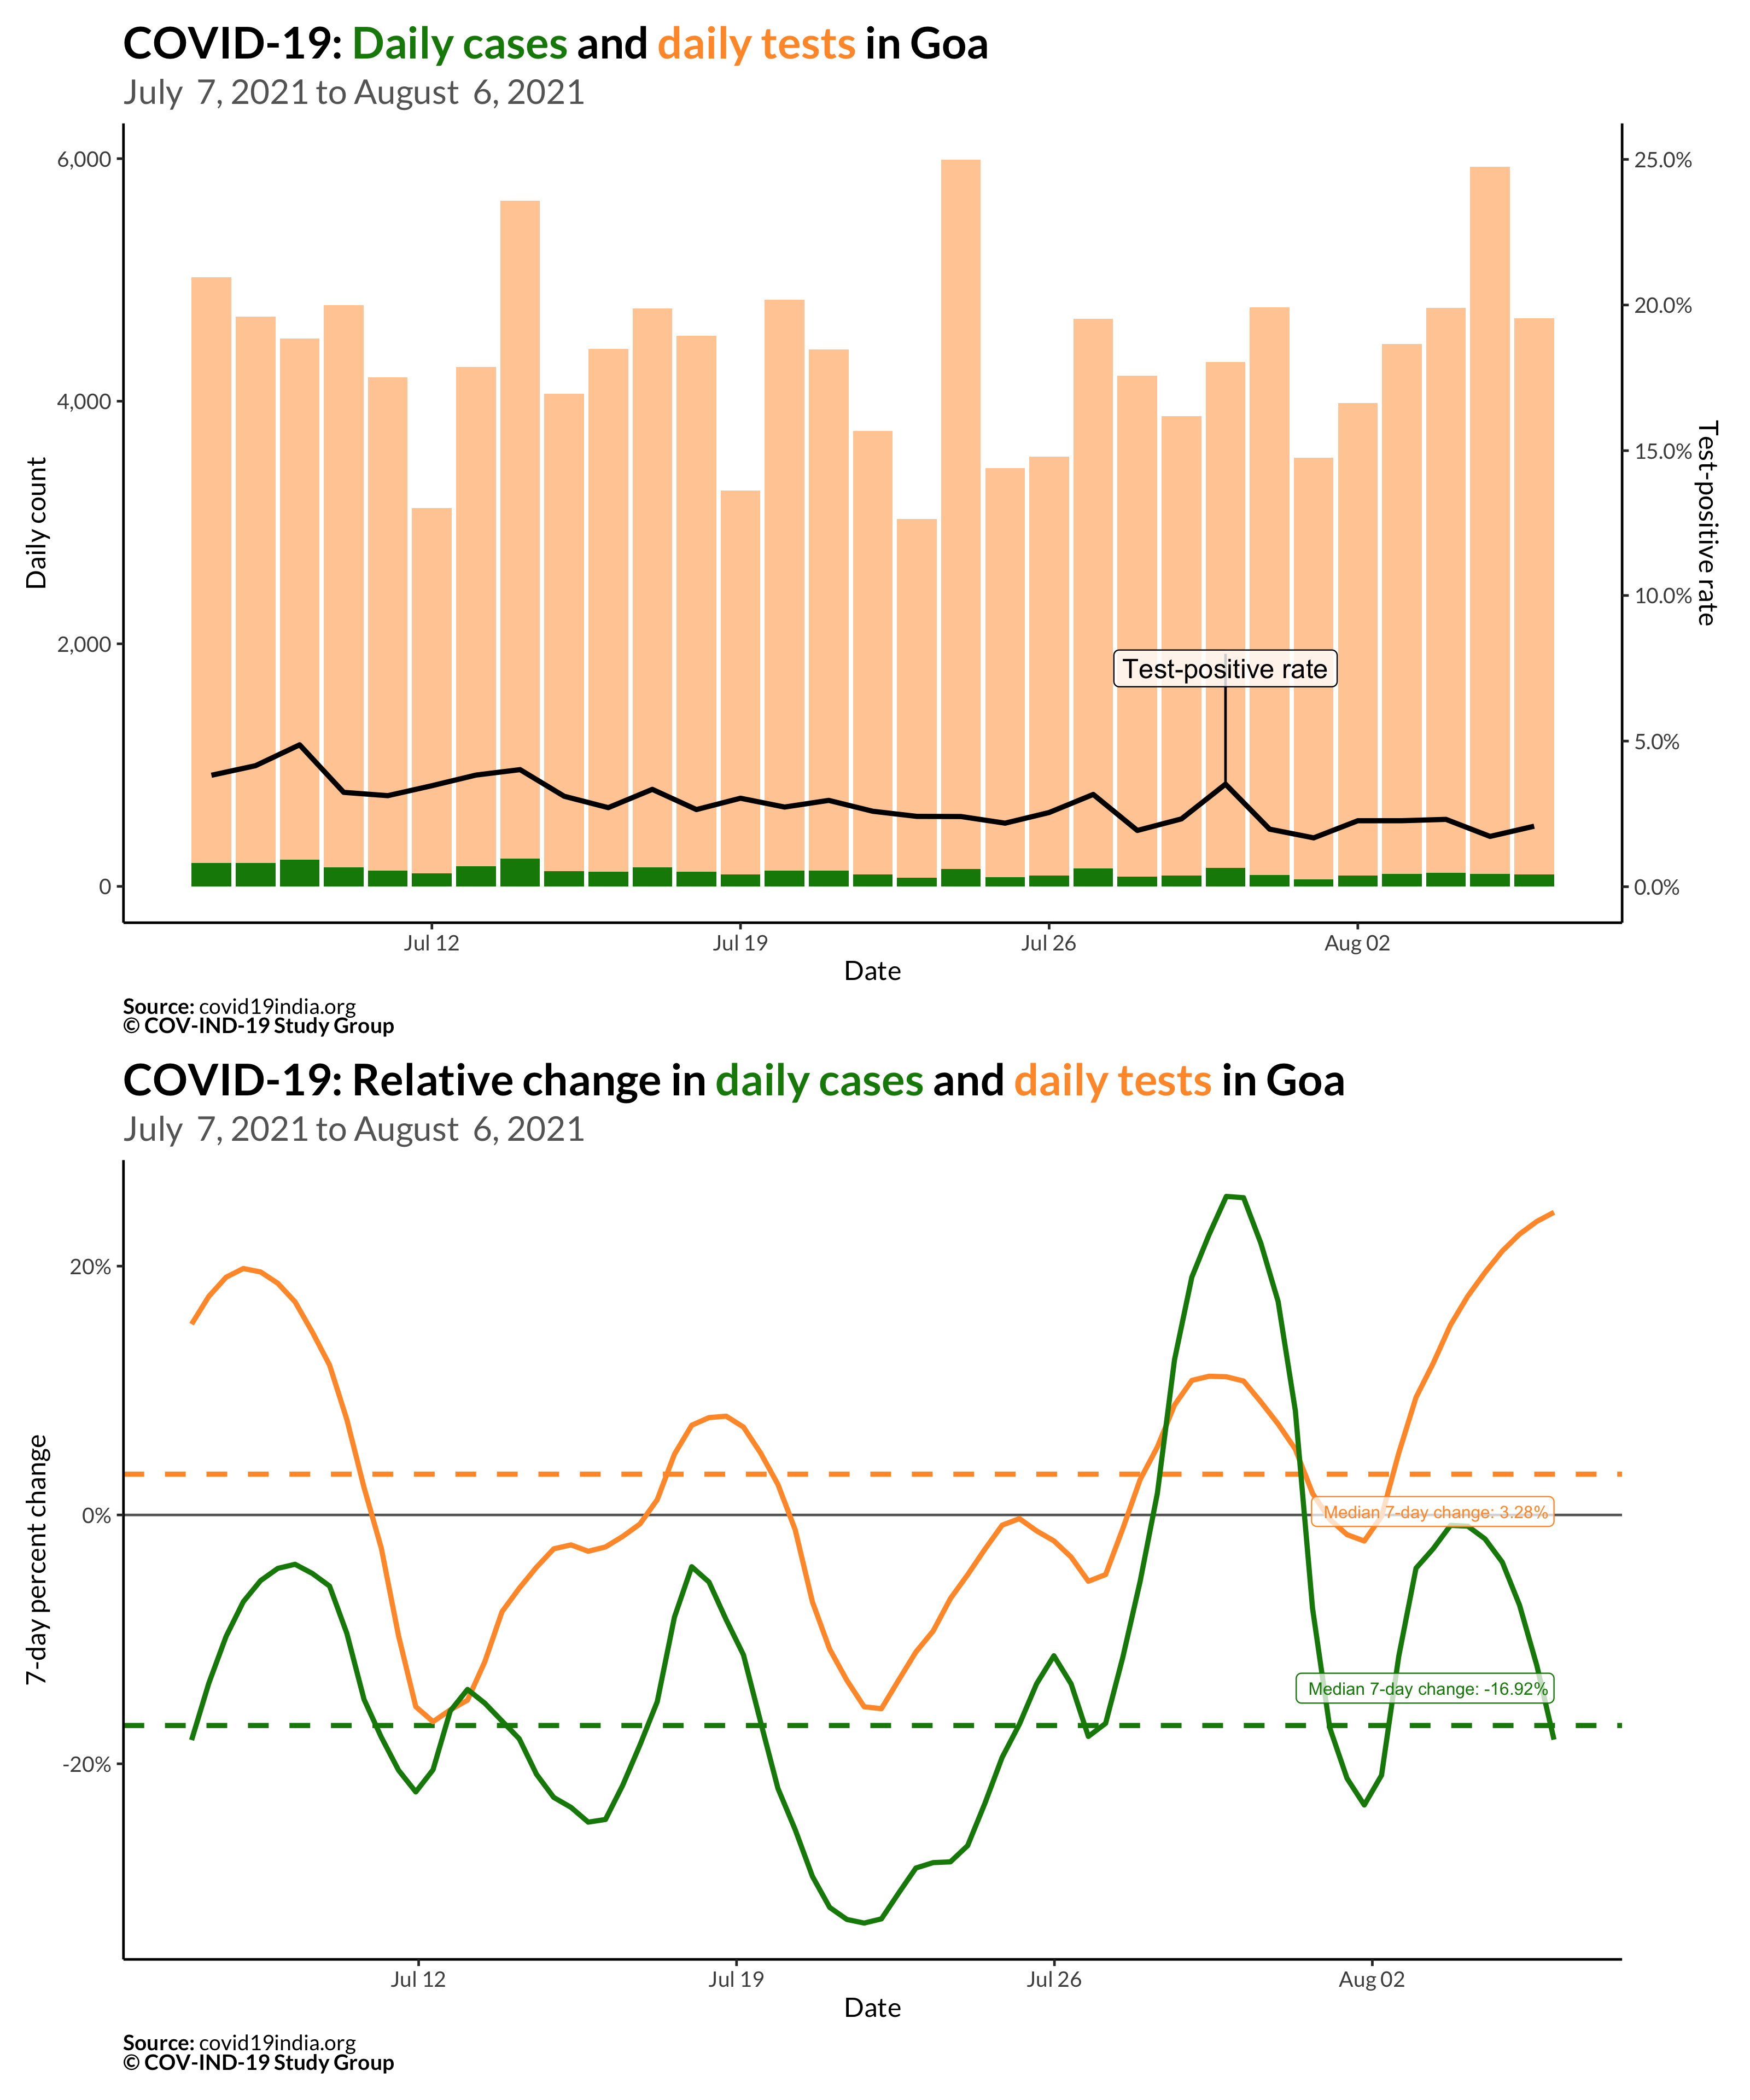 COVID-19: Daily cases and daily tests in Goa
July 7, 2021 to August 6, 2021
6,000
4,000
2,000
0
Daily count
25.0%
20.0%
15.0%
10.0%
5.0%
0.0%
Test-positive rate
Test-positive rate
Jul 12
Jul 19
Jul 26
Aug 02
Date
Source: covid19india.org
© COV-IND-19 Study Group
COVID-19: Relative change in daily cases and daily tests in Goa
July 7, 2021 to August 6, 2021
20%
0%
-20%
7-day percent change
Median 7-day change: 3.28%
Median 7-day change: -16.92%
Jul 12
Jul 19
Jul 26
Aug 02
Date
Source: covid19india.org
© COV-IND-19 Study Group